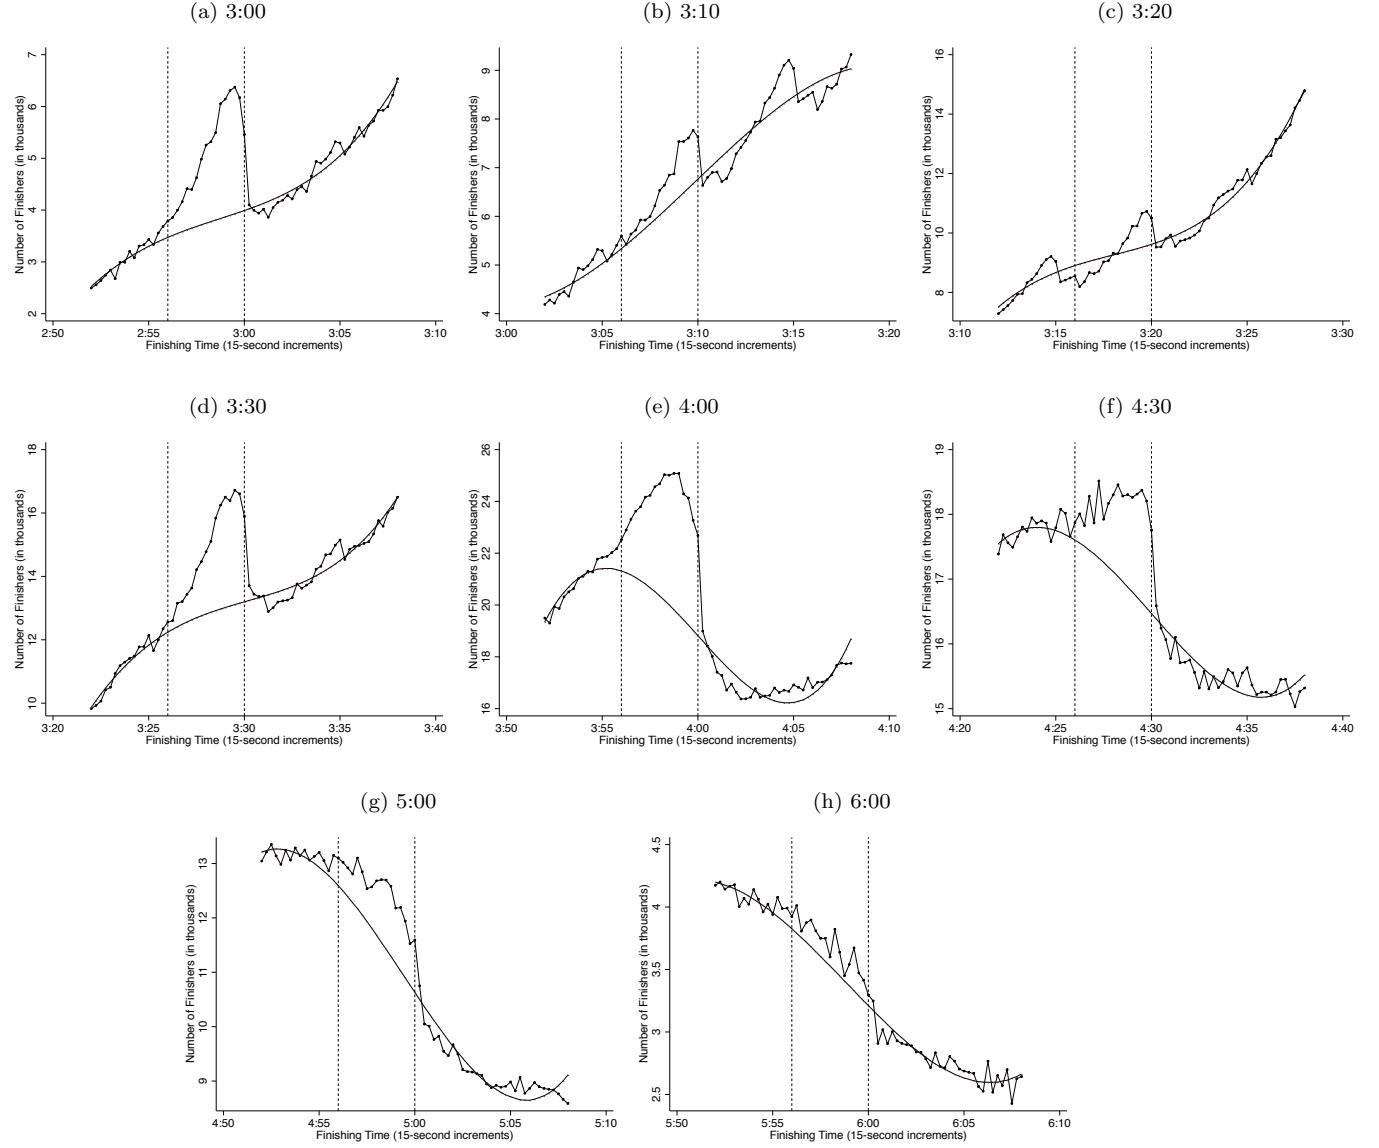 (a) 3:00
(b) 3:10
(c) 3:20
Number of Finishers (in thousands)
7
6
5
4
3
2
2:50 2:55 3:00 3:05 3:10
Finishing Time (15-second increments)
Number of Finishers (in thousands)
9
8
7
6
5
4
3:00 3:05 3:10 3:15 3:20
Finishing Time (15-second increments)
Number of Finishers (in thousands)
16
14
12
10
8
3:10 3:15 3:20 3:25 3:30
Finishing Time (15-second increments)
(d) 3:30
(e) 4:00
(f) 4:30
Number of Finishers (in thousands)
18
16
14
12
10
3:20 3:25 3:30 3:35 3:40
Finishing Time (15-second increments)
Number of Finishers (in thousands)
26
24
22
20
18
16
3:50 3:55 4:00 4:05 4:10
Finishing Time (15-second increments)
Number of Finishers (in thousands)
19
18
17
16
15
4:20 4:25 4:30 4:35 4:40
Finishing Time (15-second increments)
(g) 5:00
(h) 6:00
Number of Finishers (in thousands)
13
12
11
10
9
4:50 4:55 5:00 5:05 5:10
Finishing Time (15-second increments)
Number of Finishers (in thousands)
4.5
4
3.5
3
2.5
5:50 5:55 6:00 6:05 6:10
Finishing Time (15-second increments)